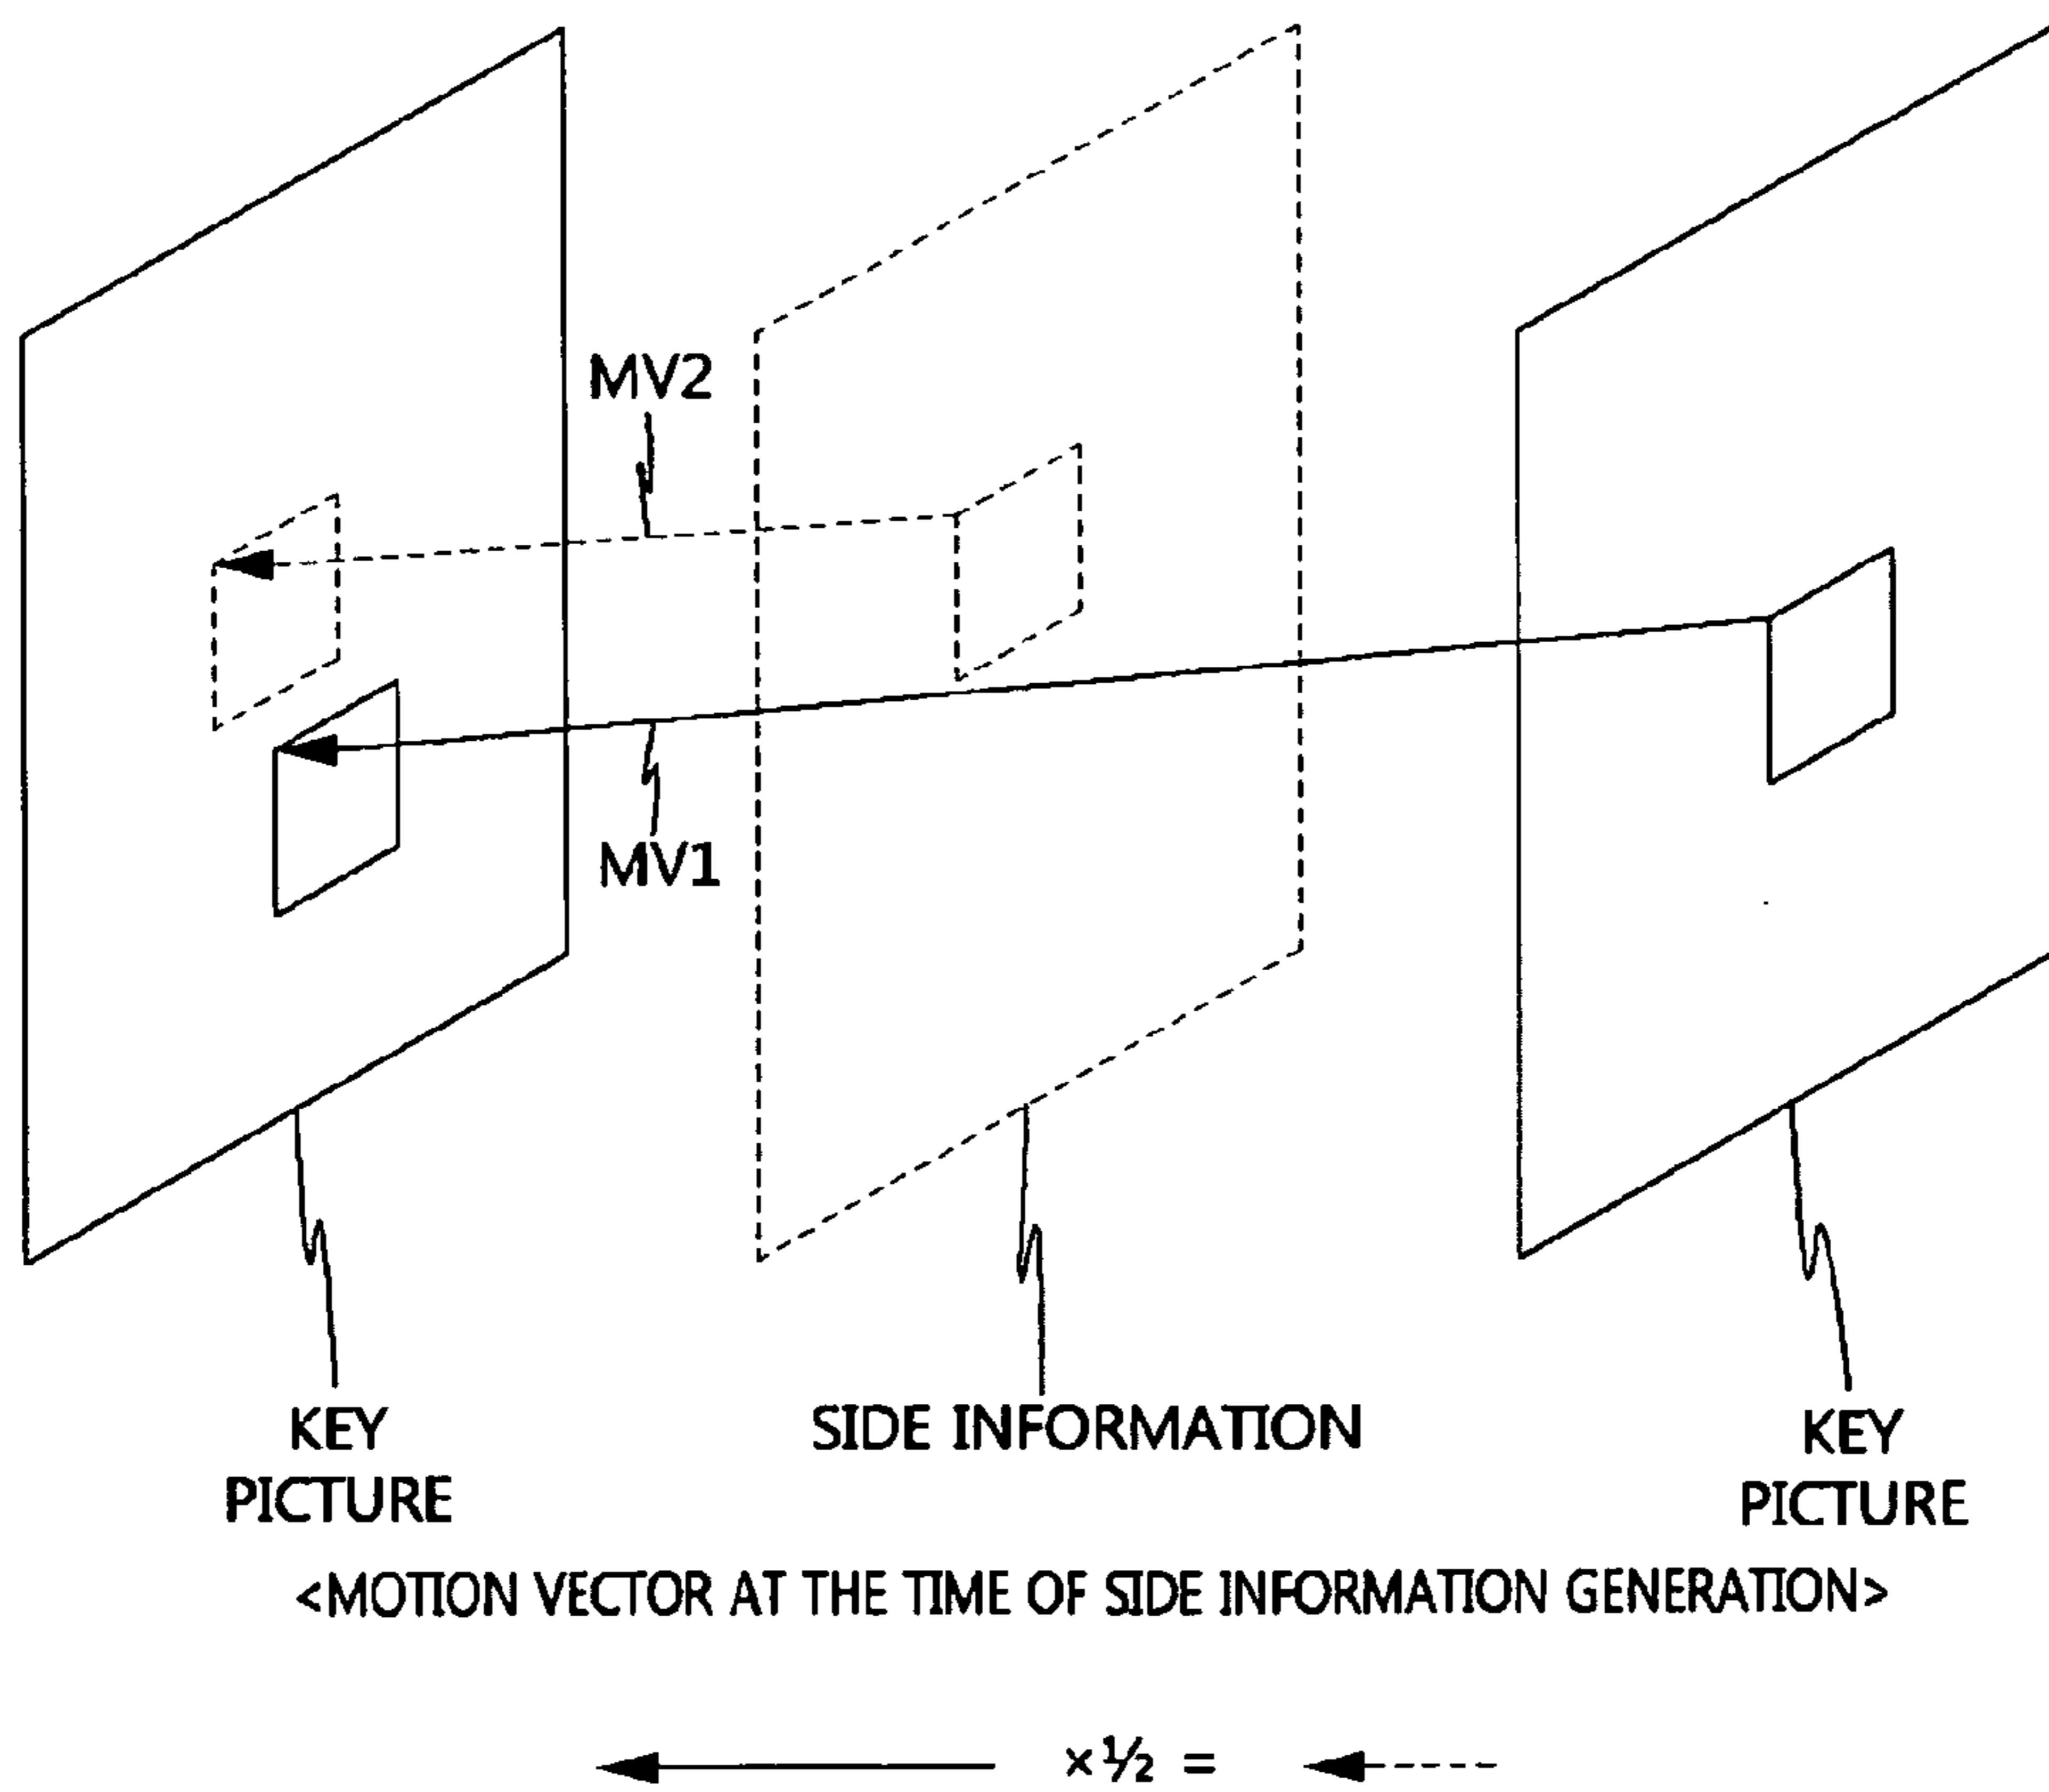 MV2
MV1
KEY
PICTURE
SIDE INFORMATION
KEY
PICTURE
<MOTION VECTOR AT THE TIME OF SIDE INFORMATION GENERATION>
×½ =